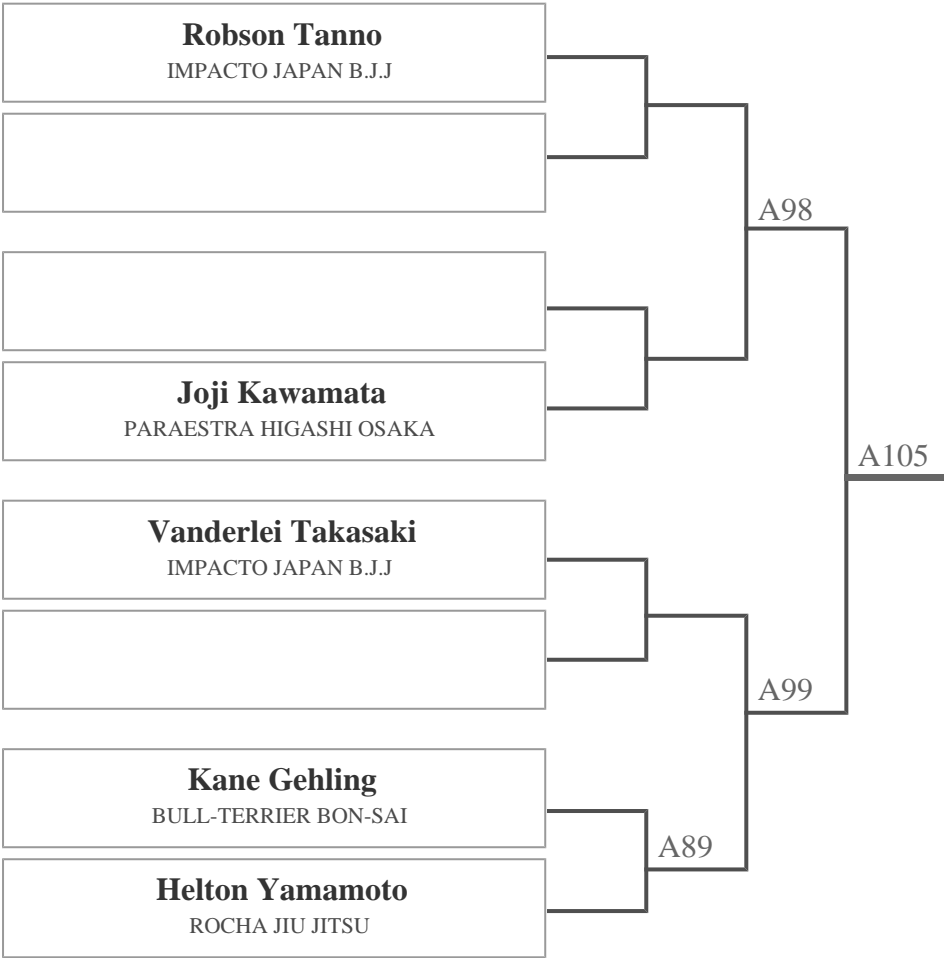 Robson Tanno
IMPACTO JAPAN B.J.J
A98
Joji Kawamata
PARAESTRA HIGASHI OSAKA
A105
Vanderlei Takasaki
IMPACTO JAPAN B.J.J
A99
Kane Gehling
BULL-TERRIER BON-SAI
A89
Helton Yamamoto
ROCHA JIU JITSU